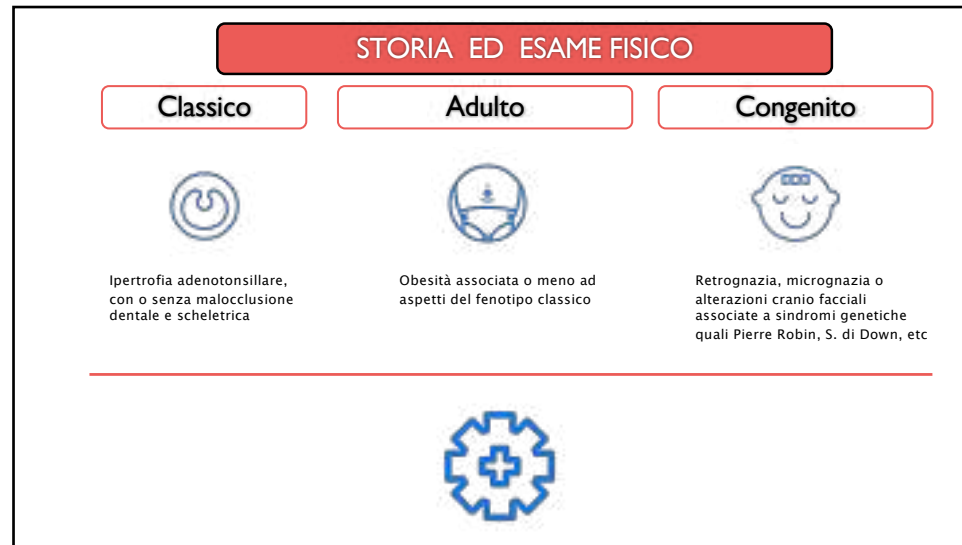 STORIA ED ESAME FISICO
Classico
Adulto
Congenito
Ipertrofia adenotonsillare,
con o senza malocclusione
dentale e scheletrica
Obesità associata o meno ad
aspetti del fenotipo classico
Retrognazia, micrognazia o
alterazioni cranio facciali
associate a sindromi genetiche
quali Pierre Robin, S. di Down, etc